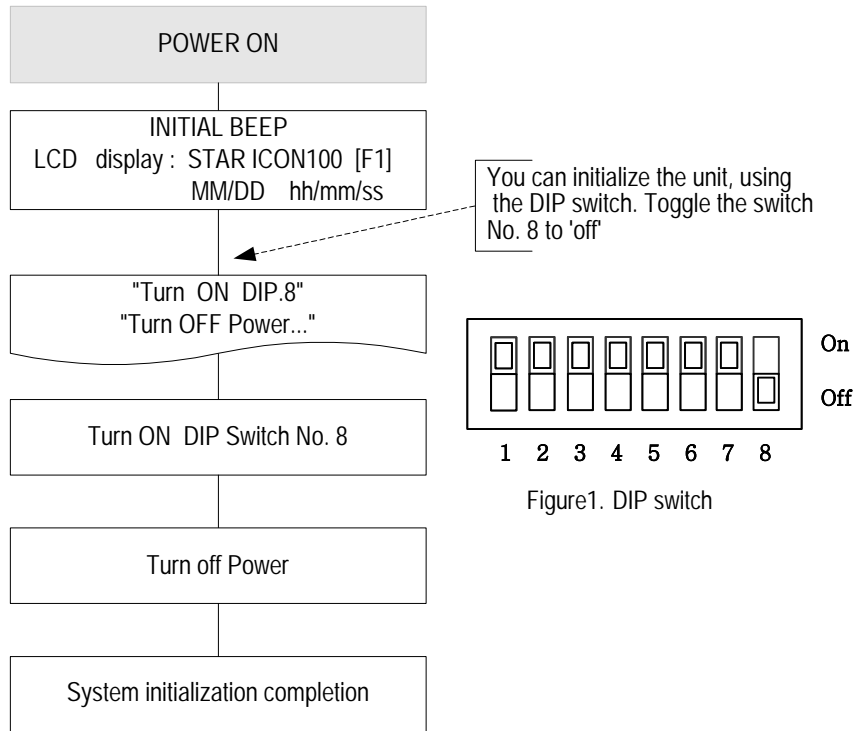 POWER ON
INITIAL BEEP
LCD display : STAR ICON100 [F1]
MM/DD hh/mm/ss
You can initialize the unit, using
the DIP switch. Toggle the switch
No. 8 to 'off'
"Turn ON DIP.8"
"Turn OFF Power..."
Turn ON DIP Switch No. 8
Turn off Power
System initialization completion
On
Off
1 2 3 4 5 6 7 8
Figure1. DIP switch